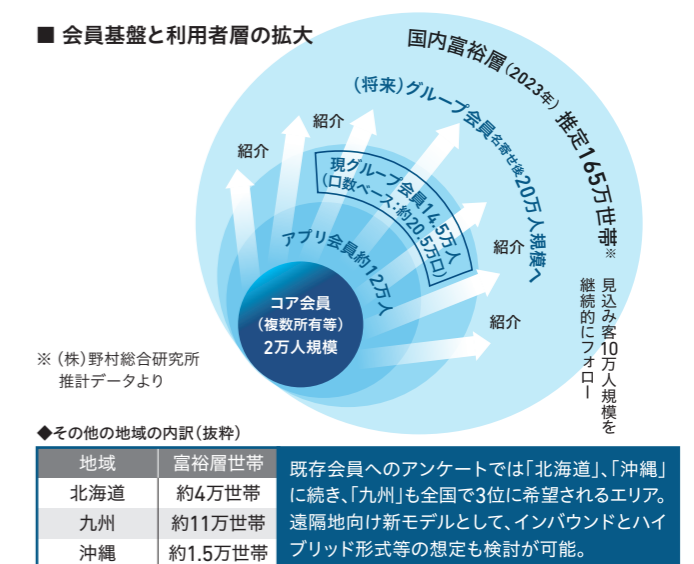 ■ 会員基盤と利用者層の拡大
国内富裕層(2023年) 推定165万世帯※
(将来)グループ会員名寄せ後20万人規模へ
紹介
紹介
現グループ会員14.5万人
(口数ベース:約20.5万口)
アプリ会員約12万人
紹介
紹介
コア会員
(複数所有等)
2万人規模
見込み客10万人規模を
継続的にフォロー
※(株)野村総合研究所
推計データより
◆その他の地域の内訳(抜粋)
地域 富裕層世帯
北海道 約4万世帯
九州 約11万世帯
沖縄 約1.5万世帯
既存会員へのアンケートでは「北海道」、「沖縄」
に続き、「九州」も全国で3位に希望されるエリア。
遠隔地向け新モデルとして、インバウンドとハイ
ブリッド形式等の想定も検討が可能。